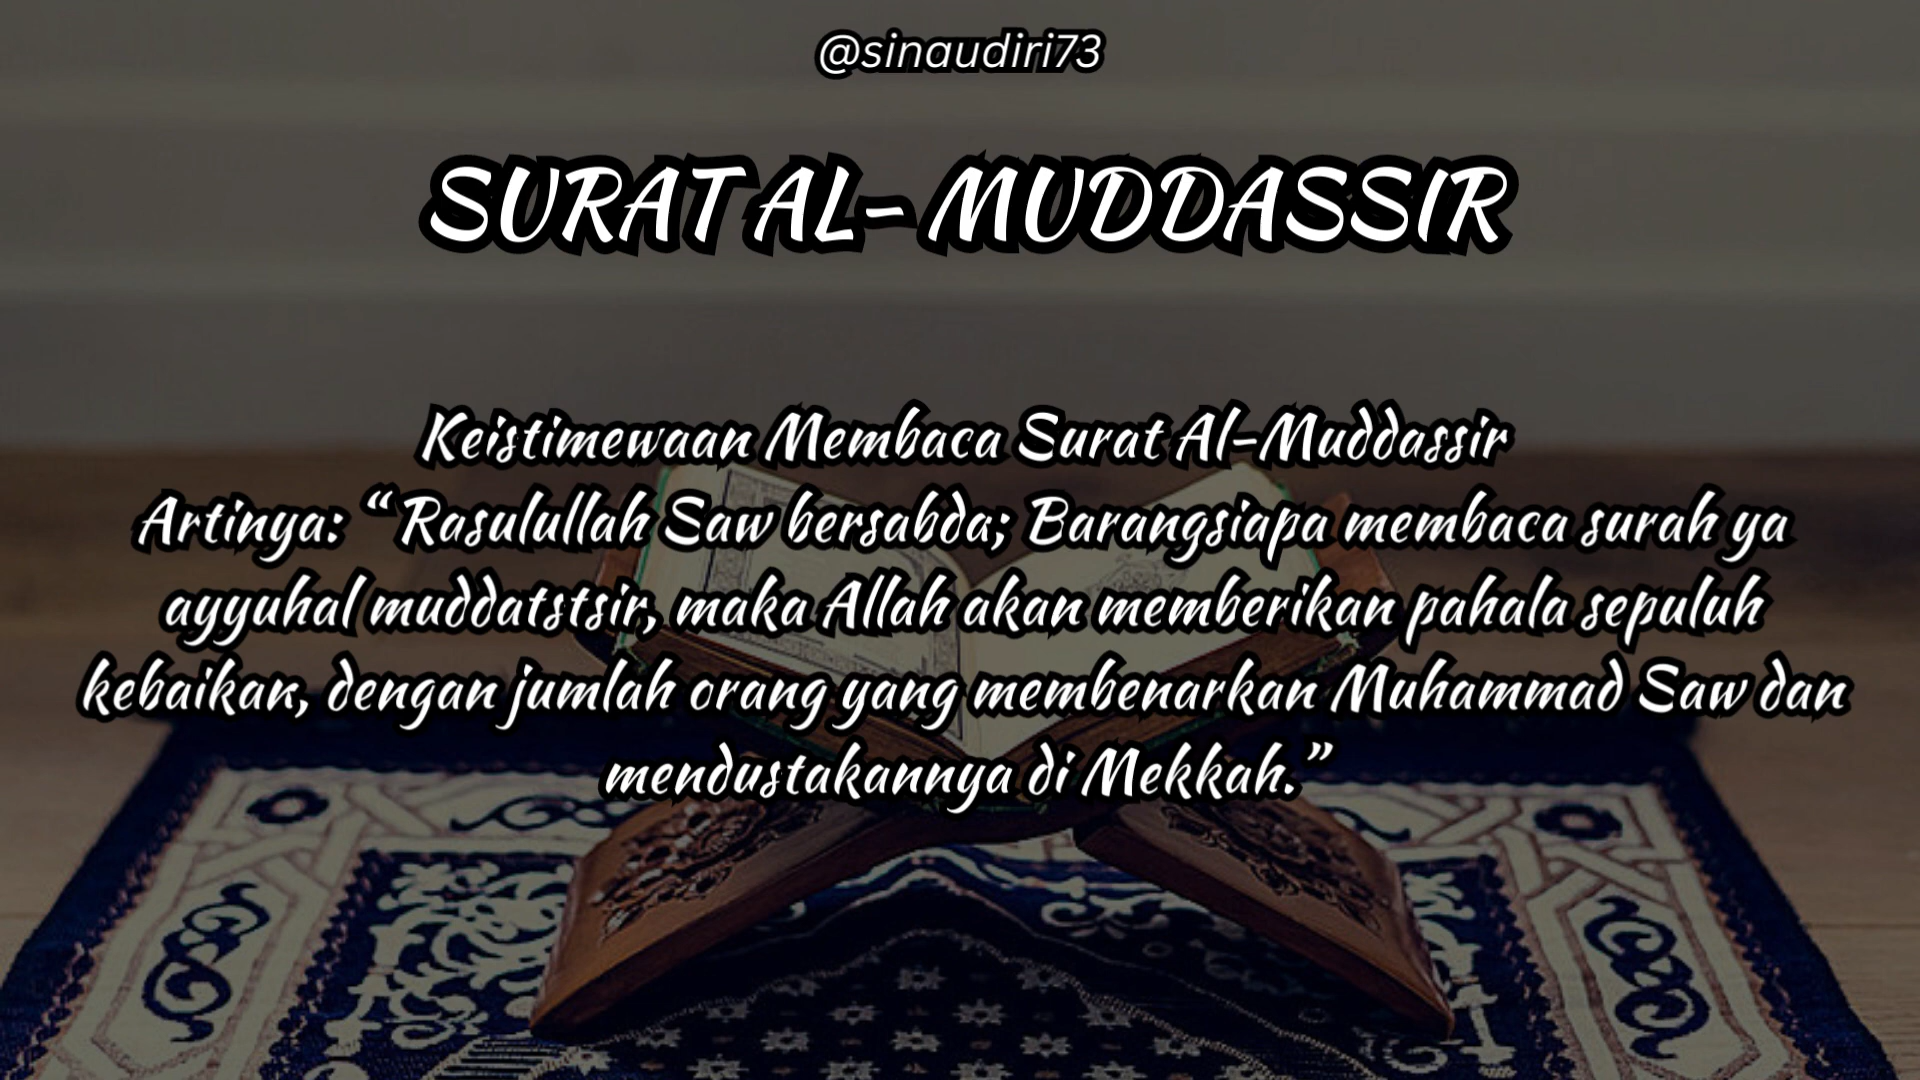 @sinaudiri73
SURAT AL- MUDDASSIR
Keistimewaan Membaca Surat Al-Muddassir
Artinya: “Rasulullah Saw bersabda; Barangsiapa membaca surah ya
ayyuhal muddatstsir, maka Allah akan memberikan pahala sepuluh
kebaikan, dengan jumlah orang yang membenarkan Muhammad Saw dan
mendustakannya di Mekkah.”